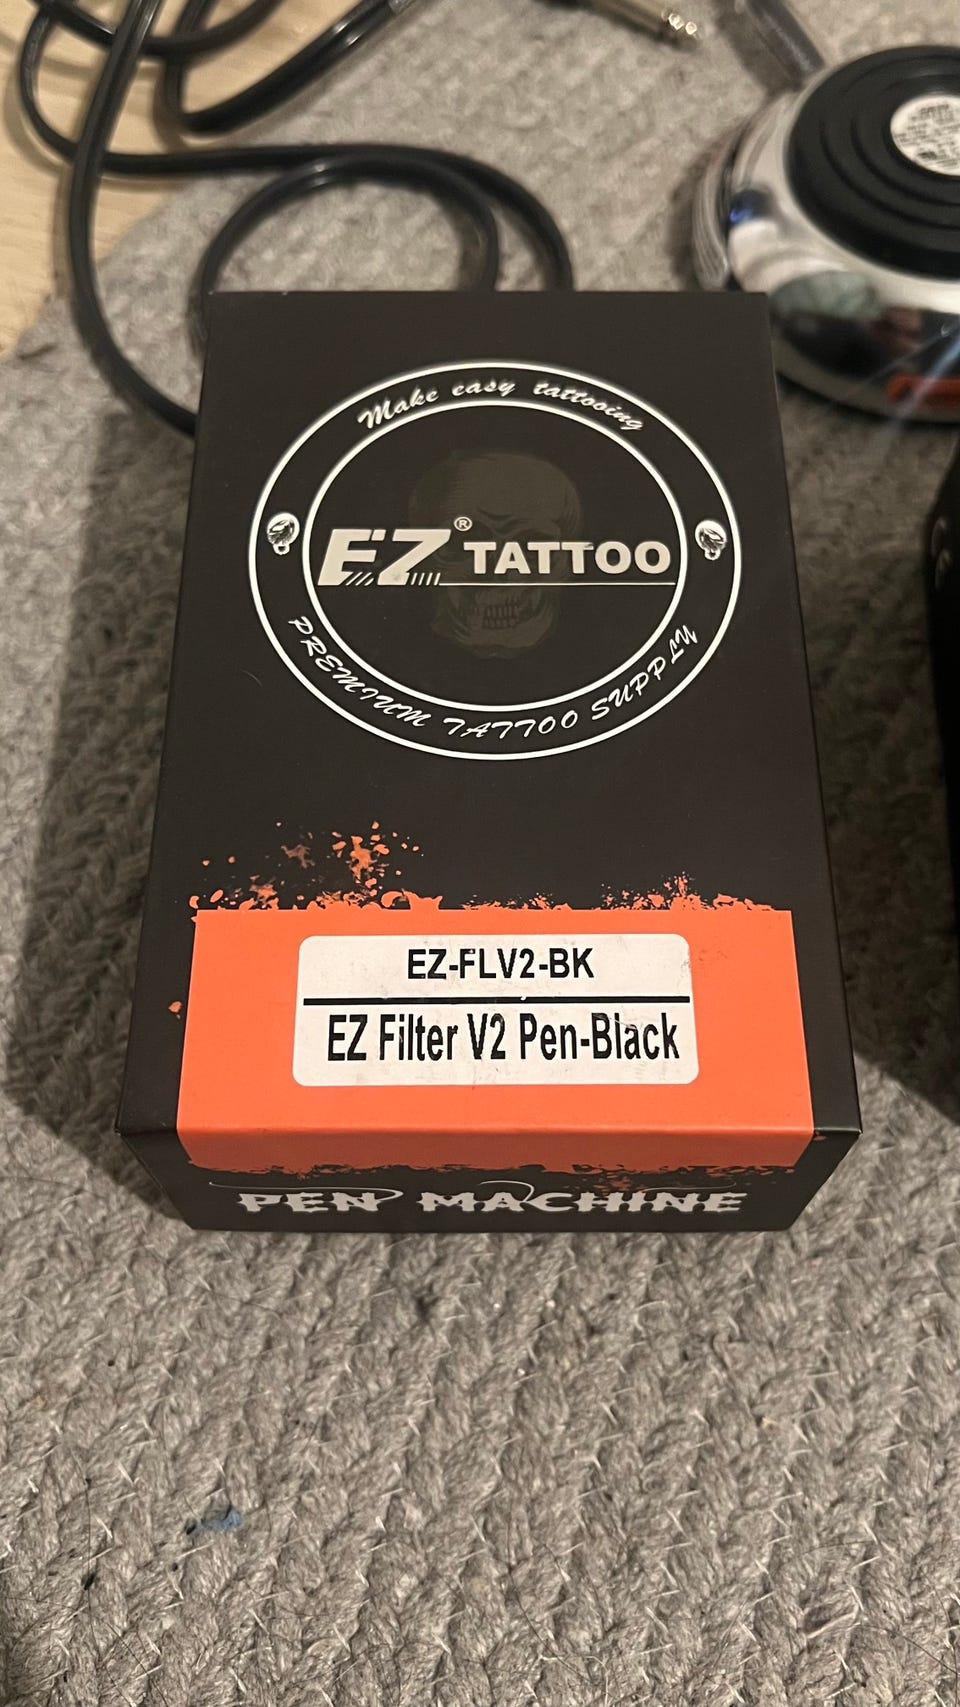 Make easy tattooing
EZ® TATTOO
PREMIUM TATTOO SUPPLY
EZ-FLV2-BK
EZ Filter V2 Pen-Black
PEN MACHINE